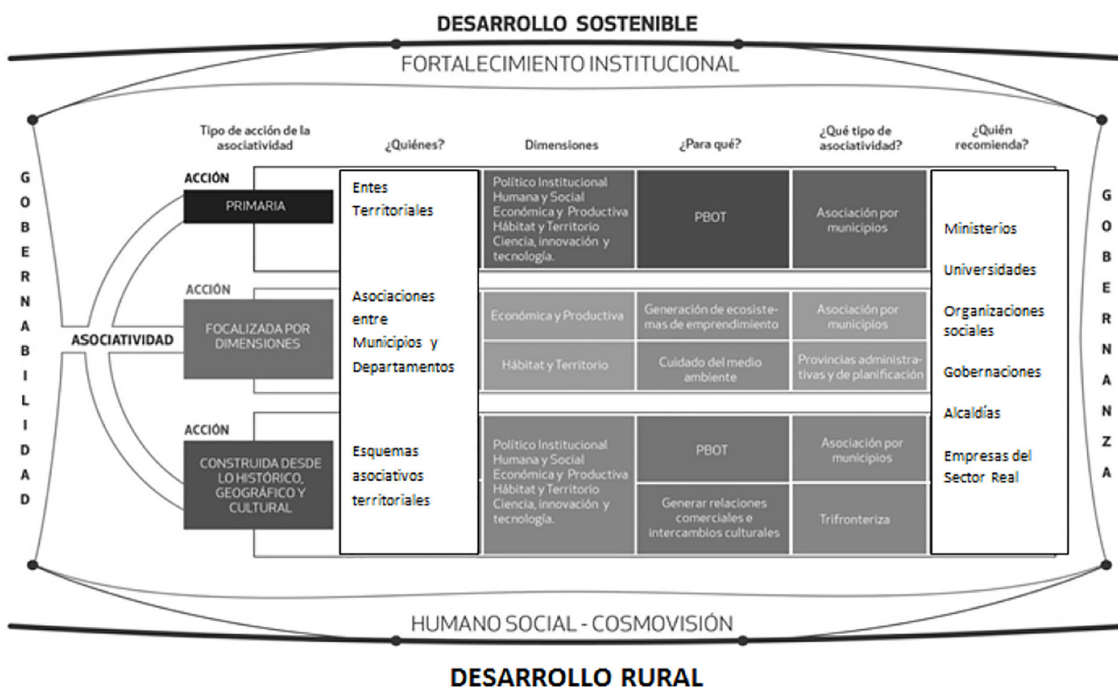 DESARROLLO SOSTENIBLE
FORTALECIMIENTO INSTITUCIONAL
GOBERNABILIDAD
GOBERNANZA
Tipo de acción de la
asociatividad
¿Quiénes?
Dimensiones
¿Para qué?
¿Qué tipo de
asociatividad?
¿Quién
recomienda?
ASOCIATIVIDAD
ACCIÓN
PRIMARIA
Entes
Territoriales
Político Institucional
Humana y Social
Económica y Productiva
Hábitat y Territorio
Ciencia, innovación y
tecnología.
PBOT
Asociación por
municipios
ACCIÓN
FOCALIZADA POR
DIMENSIONES
Asociaciones
entre
Municipios y
Departamentos
Económica y Productiva
Generación de ecosiste-
mas de emprendimiento
Asociación por
municipios
Hábitat y Territorio
Cuidado del medio
ambiente
Provincias administra-
tivas y de planificación
ACCIÓN
CONSTRUIDA DESDE
LO HISTÓRICO,
GEOGRÁFICO Y
CULTURAL
Esquemas
asociativos
territoriales
Político Institucional
Humana y Social
Económica y Productiva
Hábitat y Territorio
Ciencia, innovación y
tecnología.
PBOT
Asociación por
municipios
Generar relaciones
comerciales e
intercambios culturales
Trifronteriza
Ministerios
Universidades
Organizaciones
sociales
Gobernaciones
Alcaldías
Empresas del
Sector Real
HUMANO SOCIAL - COSMOVISIÓN
DESARROLLO RURAL